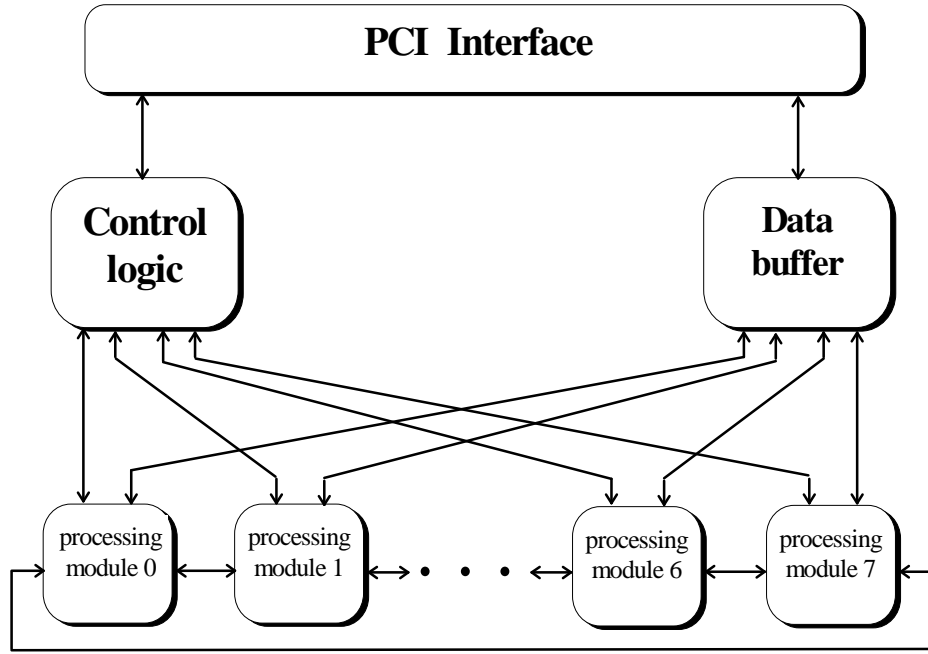 PCI Interface
Control
logic
Data
buffer
processing
module 0
processing
module 1
• • •
processing
module 6
processing
module 7